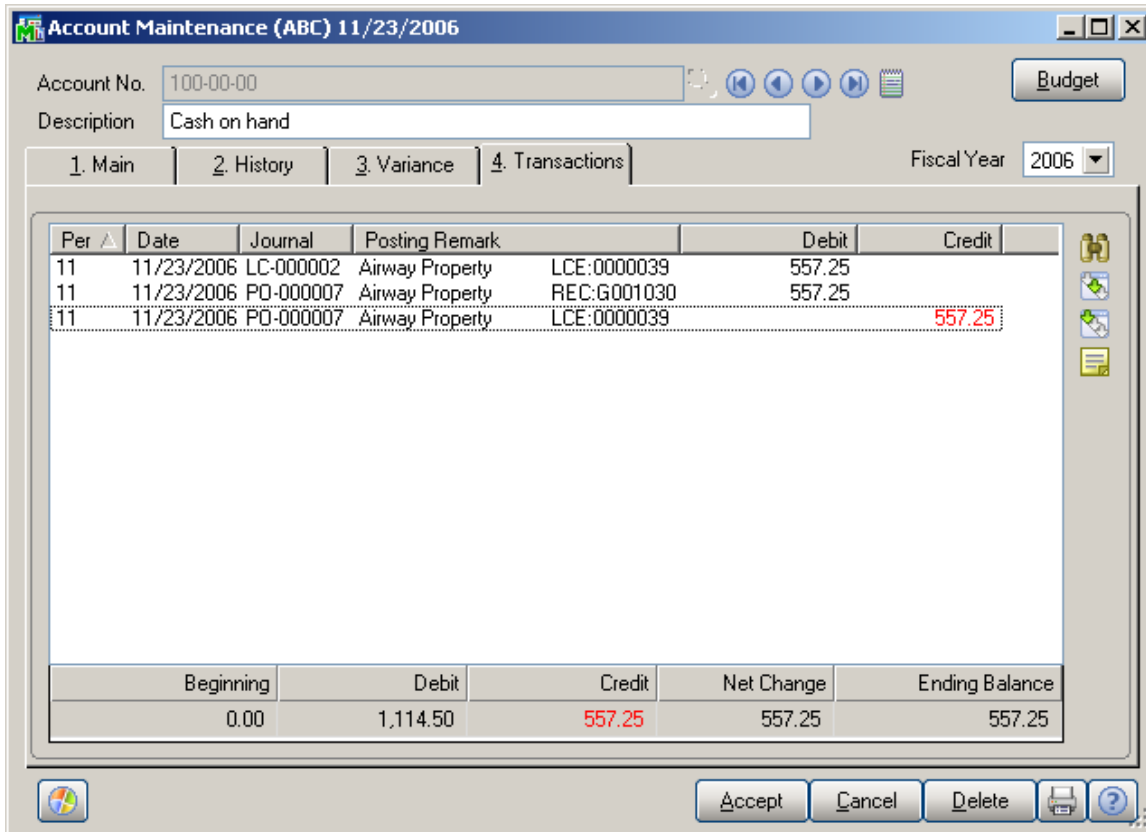 Account Maintenance (ABC) 11/23/2006
Account No. 100-00-00 Budget
Description Cash on hand
1. Main 2. History 3. Variance 4. Transactions Fiscal Year 2006
Per Date Journal Posting Remark Debit Credit
11 11/23/2006 LC-000002 Airway Property LCE:0000039 557.25
11 11/23/2006 PO-000007 Airway Property REC:G001030 557.25
11 11/23/2006 PO-000007 Airway Property LCE:0000039 557.25
Beginning Debit Credit Net Change Ending Balance
0.00 1,114.50 557.25 557.25 557.25
Accept Cancel Delete